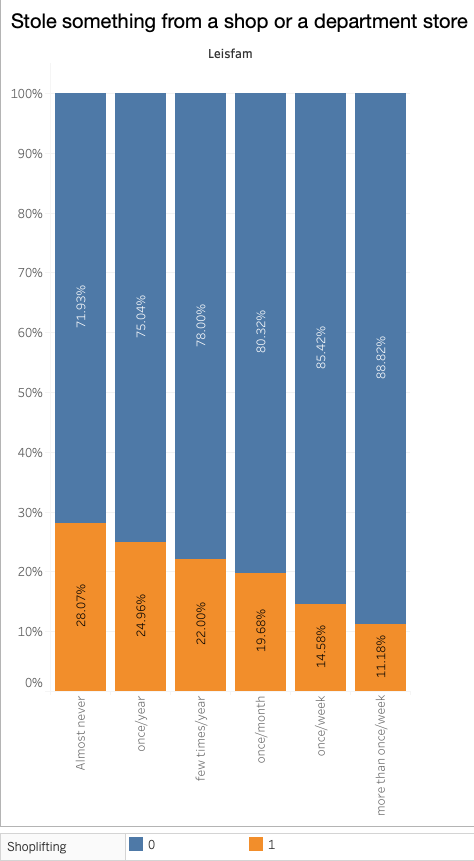 Stole something from a shop or a department store
Leisfam
100%
90%
80%
70%
60%
50%
40%
30%
20%
10%
0%
71.93%
75.04%
78.00%
80.32%
85.42%
88.82%
28.07%
24.96%
22.00%
19.68%
14.58%
11.18%
Almost never
once/year
few times/year
once/month
once/week
more than once/week
Shoplifting
0
1